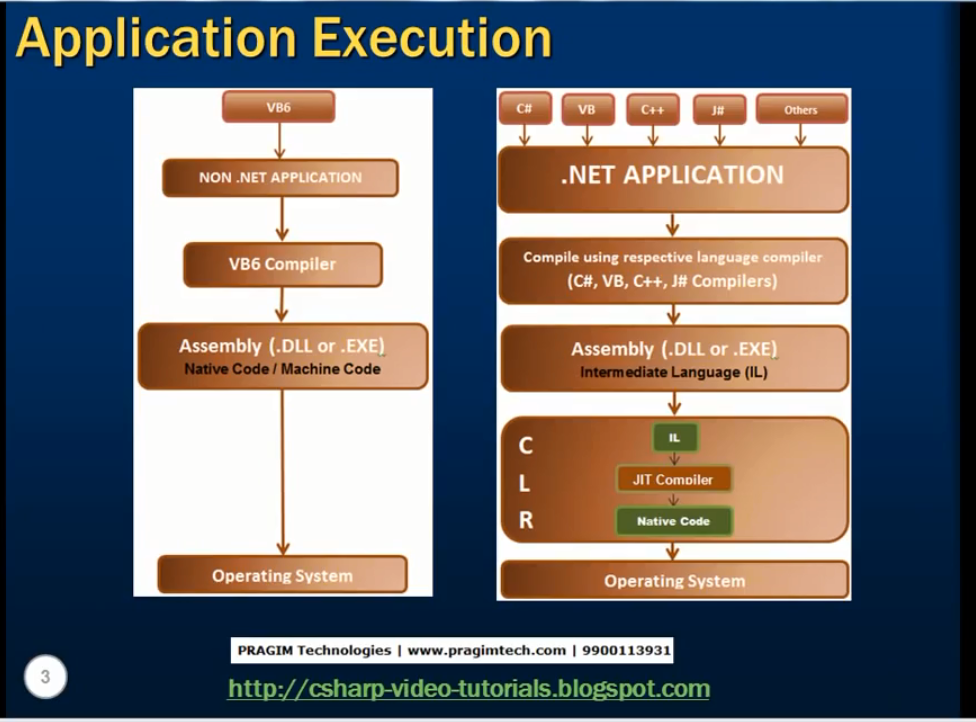 Application Execution
VB6
NON .NET APPLICATION
VB6 Compiler
Assembly (.DLL or .EXE)
Native Code / Machine Code
Operating System
C#
VB
C++
J#
Others
.NET APPLICATION
Compile using respective language compiler
(C#, VB, C++, J# Compilers)
Assembly (.DLL or .EXE)
Intermediate Language (IL)
C
L
R
IL
JIT Compiler
Native Code
Operating System
PRAGIM Technologies | www.pragimtech.com | 9900113931
3
http://csharp-video-tutorials.blogspot.com